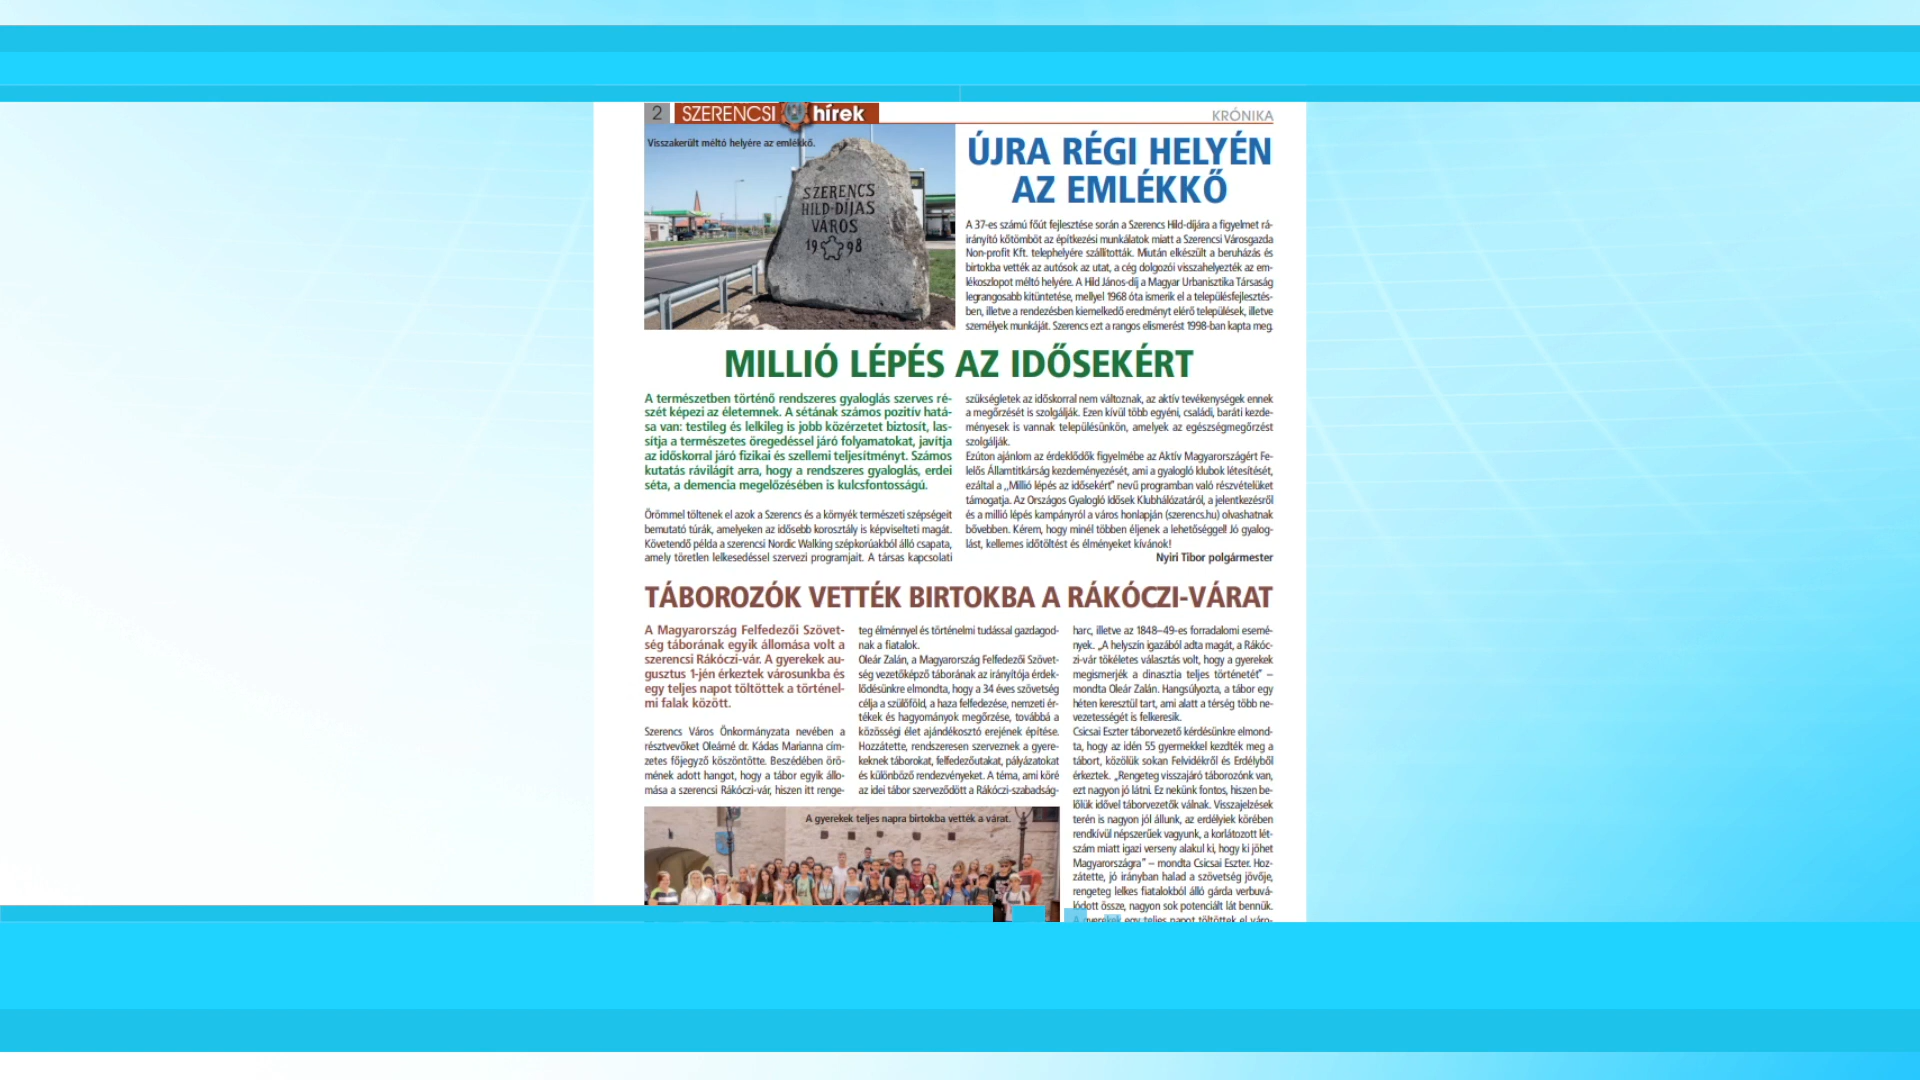 2 SZERENCSI hírek
KRÓNIKA
Visszakerült méltó helyére az emlékkő.
SZERENCS
HILD-DÍJAS
VÁROS
1998
ÚJRA RÉGI HELYÉN
AZ EMLÉKKŐ
A 37-es számú főút fejlesztése során a Szerencs Hild-díjára a figyelmet rá-
irányító kőtömböt az építkezési munkálatok miatt a Szerencsi Városgazda
Non-profit Kft. telephelyére szállították. Miután elkészült a beruházás és
birtokba vették az autósok az utat, a cég dolgozói visszahelyezték az em-
lékoszlopot méltó helyére. A Hild János-díj a Magyar Urbanisztika Társaság
legrangosabb kitüntetése, mellyel 1968 óta ismerik el a településfejlesztés-
ben, illetve a rendezésben kiemelkedő eredményt elérő települések, illetve
személyek munkáját. Szerencs ezt a rangos elismerést 1998-ban kapta meg.
MILLIÓ LÉPÉS AZ IDŐSEKÉRT
A természetben történő rendszeres gyaloglás szerves ré-
szét képezi az életemnek. A sétának számos pozitív hatá-
sa van: testileg és lelkileg is jobb közérzetet biztosít, las-
sítja a természetes öregedéssel járó folyamatokat, javítja
az időskorral járó fizikai és szellemi teljesítményt. Számos
kutatás rávilágít arra, hogy a rendszeres gyaloglás, erdei
séta, a demencia megelőzésében is kulcsfontosságú.
Örömmel töltenek el azok a Szerencs és a környék természeti szépségeit
bemutató túrák, amelyeken az idősebb korosztály is képviselteti magát.
Követendő példa a szerencsi Nordic Walking szépkorúakból álló csapata,
amely töretlen lelkesedéssel szervezi programjait. A társas kapcsolati
szükségletek az időskorral nem változnak, az aktív tevékenységek ennek
a megőrzését is szolgálják. Ezen kívül több egyéni, családi, baráti kezde-
ményesek is vannak településünkön, amelyek az egészségmegőrzést
szolgálják.
Ezúton ajánlom az érdeklődők figyelmébe az Aktív Magyarországért Fe-
lelős Államtitkárság kezdeményezését, ami a gyalogló klubok létesítését,
ezáltal a „Millió lépés az idősekért” nevű programban való részvételüket
támogatja. Az Országos Gyalogló Idősek Klubhálózatáról, a jelentkezésről
és a millió lépés kampányról a város honlapján (szerencs.hu) olvashatnak
bővebben. Kérem, hogy minél többen éljenek a lehetőséggel! Jó gyalog-
lást, kellemes időtöltést és élményeket kívánok!
Nyiri Tibor polgármester
TÁBOROZÓK VETTÉK BIRTOKBA A RÁKÓCZI-VÁRAT
A Magyarország Felfedezői Szövet-
ség táborának egyik állomása volt a
szerencsi Rákóczi-vár. A gyerekek au-
gusztus 1-jén érkeztek városunkba és
egy teljes napot töltöttek a történel-
mi falak között.
Szerencs Város Önkormányzata nevében a
résztvevőket Oleárné dr. Kádas Marianna cím-
zetes főjegyző köszöntötte. Beszédében örö-
mének adott hangot, hogy a tábor egyik állo-
mása a szerencsi Rákóczi-vár, hiszen itt renge-
teg élménnyel és történelmi tudással gazdagod-
nak a fiatalok.
Oleár Zalán, a Magyarország Felfedezői Szövet-
ség vezetőképző táborának az irányítója érdek-
lődésünkre elmondta, hogy a 34 éves szövetség
célja a szülőföld, a haza felfedezése, nemzeti ér-
tékek és hagyományok megőrzése, továbbá a
közösségi élet ajándékosztó erejének építése.
Hozzátette, rendszeresen szerveznek a gyere-
keknek táborokat, felfedezőutakat, pályázatokat
és különböző rendezvényeket. A téma, ami köré
az idei tábor szerveződött a Rákóczi-szabadság-
harc, illetve az 1848–49-es forradalomi esemé-
nyek. „A helyszín igazából adta magát, a Rákóc-
zi-vár tökéletes választás volt, hogy a gyerekek
megismerjék a dinasztia teljes történetét” –
mondta Oleár Zalán. Hangsúlyozta, a tábor egy
héten keresztül tart, ami alatt a térség több ne-
vezetességét is felkeresik.
Csicsai Eszter táborvezető kérdésünkre elmond-
ta, hogy az idén 55 gyermekkel kezdték meg a
tábort, közölük sokan Felvidékről és Erdélyből
érkeztek. „Rengeteg visszajáró táborozónk van,
ezt nagyon jó látni. Ez nekünk fontos, hiszen be-
lőlük idővel táborvezetők válnak. Visszajelzések
terén is nagyon jól állunk, az erdélyiek körében
rendkívül népszerűek vagyunk, a korlátozott lét-
szám miatt igazi verseny alakul ki, hogy ki jöhet
Magyarországra” – mondta Csicsai Eszter. Hoz-
zátette, jó irányban halad a szövetség jövője,
rengeteg lelkes fiatalokból álló gárda verbuvá-
lódott össze, nagyon sok potenciált lát bennük.
A gyerekek egy teljes napot töltöttek el váro-
A gyerekek teljes napra birtokba vették a várat.